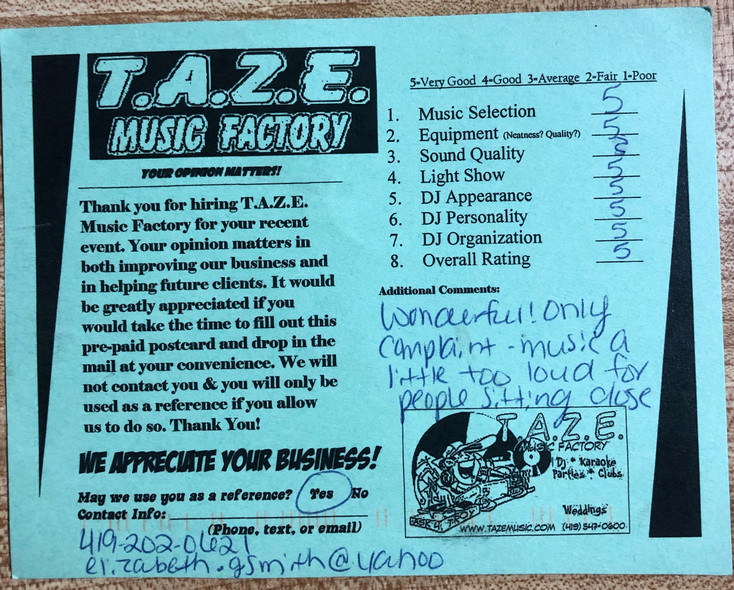 T.A.Z.E.
MUSIC FACTORY
YOUR OPINION MATTERS!
Thank you for hiring T.A.Z.E.
Music Factory for your recent
event. Your opinion matters in
both improving our business and
in helping future clients. It would
be greatly appreciated if you
would take the time to fill out this
pre-paid postcard and drop in the
mail at your convenience. We will
not contact you & you will only be
used as a reference if you allow
us to do so. Thank You!
WE APPRECIATE YOUR BUSINESS!
May we use you as a reference? Yes No
Contact Info:
(Phone, text, or email)
419-202-0621
elizabeth.gsmith@yahoo
5-Very Good 4-Good 3-Average 2-Fair 1-Poor
1. Music Selection 5
2. Equipment (Neatness? Quality?) 5
3. Sound Quality 5
4. Light Show 5
5. DJ Appearance 5
6. DJ Personality 5
7. DJ Organization 5
8. Overall Rating 5
Additional Comments:
Wonderful! Only
Complaint - music a
little too loud for
people sitting close
T.A.Z.E.
MUSIC FACTORY
Dj * Karaoke
Parties * Clubs
Weddings
ASK 4 TROY
WWW.TAZEMUSIC.COM (419) 547-0600